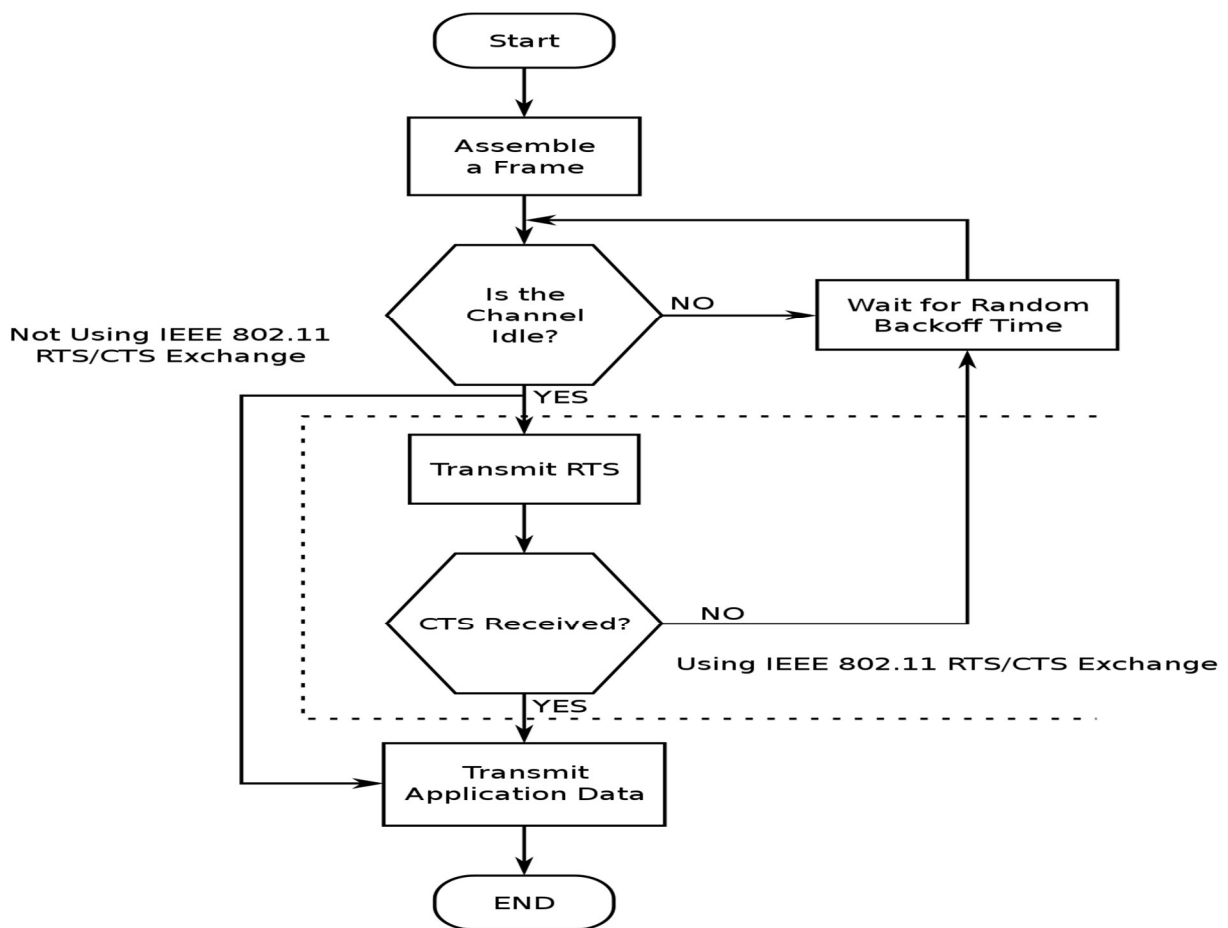 Start
Assemble
a Frame
Is the
Channel
Idle?
NO
Wait for Random
Backoff Time
Not Using IEEE 802.11
RTS/CTS Exchange
YES
Transmit RTS
CTS Received?
NO
Using IEEE 802.11 RTS/CTS Exchange
YES
Transmit
Application Data
END